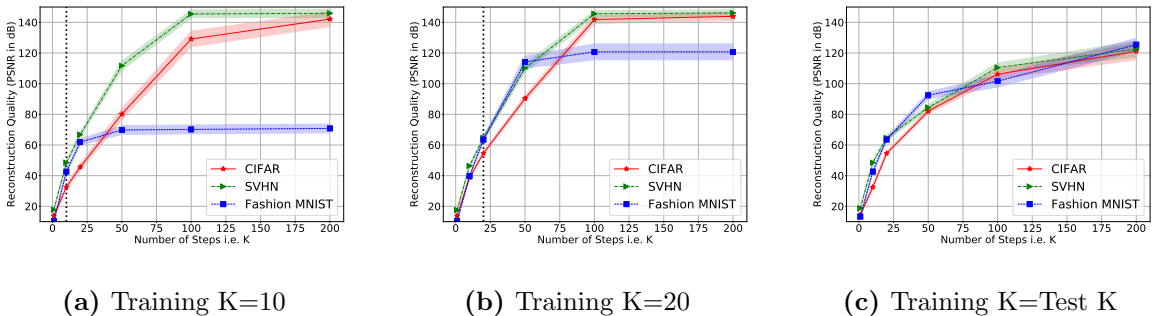 Reconstruction Quality (PSNR in dB)
140
120
100
80
60
40
20
0 25 50 75 100 125 150 175 200
Number of Steps i.e. K
CIFAR
SVHN
Fashion MNIST
(a) Training K=10
Reconstruction Quality (PSNR in dB)
140
120
100
80
60
40
20
0 25 50 75 100 125 150 175 200
Number of Steps i.e. K
CIFAR
SVHN
Fashion MNIST
(b) Training K=20
Reconstruction Quality (PSNR in dB)
140
120
100
80
60
40
20
0 25 50 75 100 125 150 175 200
Number of Steps i.e. K
CIFAR
SVHN
Fashion MNIST
(c) Training K=Test K